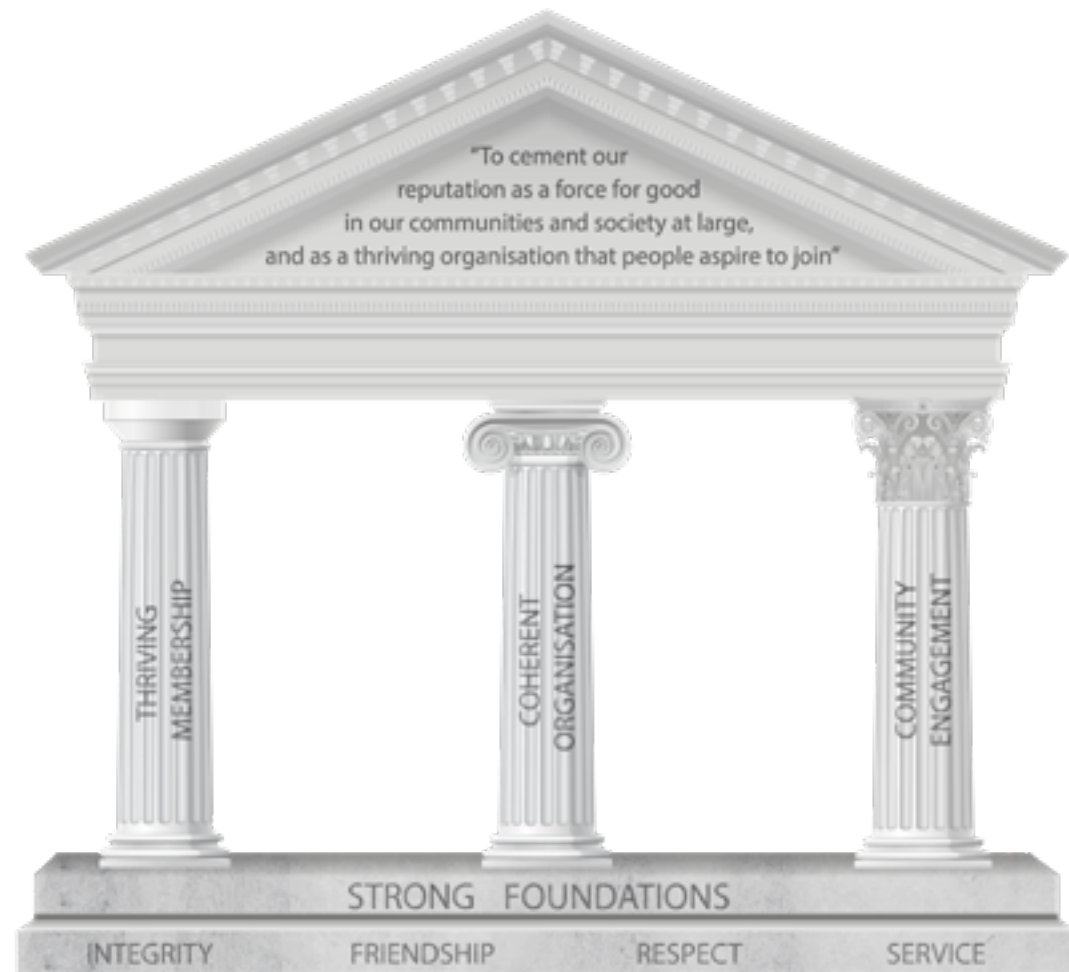 "To cement our
reputation as a force for good
in our communities and society at large,
and as a thriving organisation that people aspire to join"
THRIVING
MEMBERSHIP
COHERENT
ORGANISATION
COMMUNITY
ENGAGEMENT
STRONG FOUNDATIONS
INTEGRITY FRIENDSHIP RESPECT SERVICE